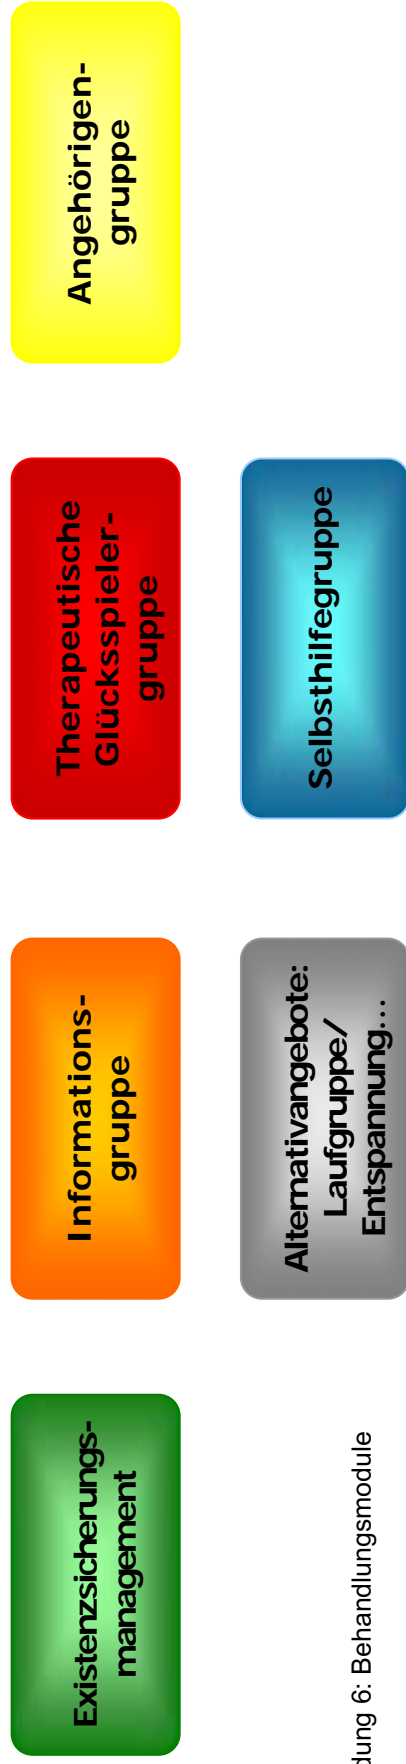 Existenzsicherungs-
management
Informations-
gruppe
Therapeutische
Glücksspieler-
gruppe
Angehörigen-
gruppe
Alternativangebote:
Laufgruppe/
Entspannung...
Selbsthilfegruppe
dung 6: Behandlungsmodule